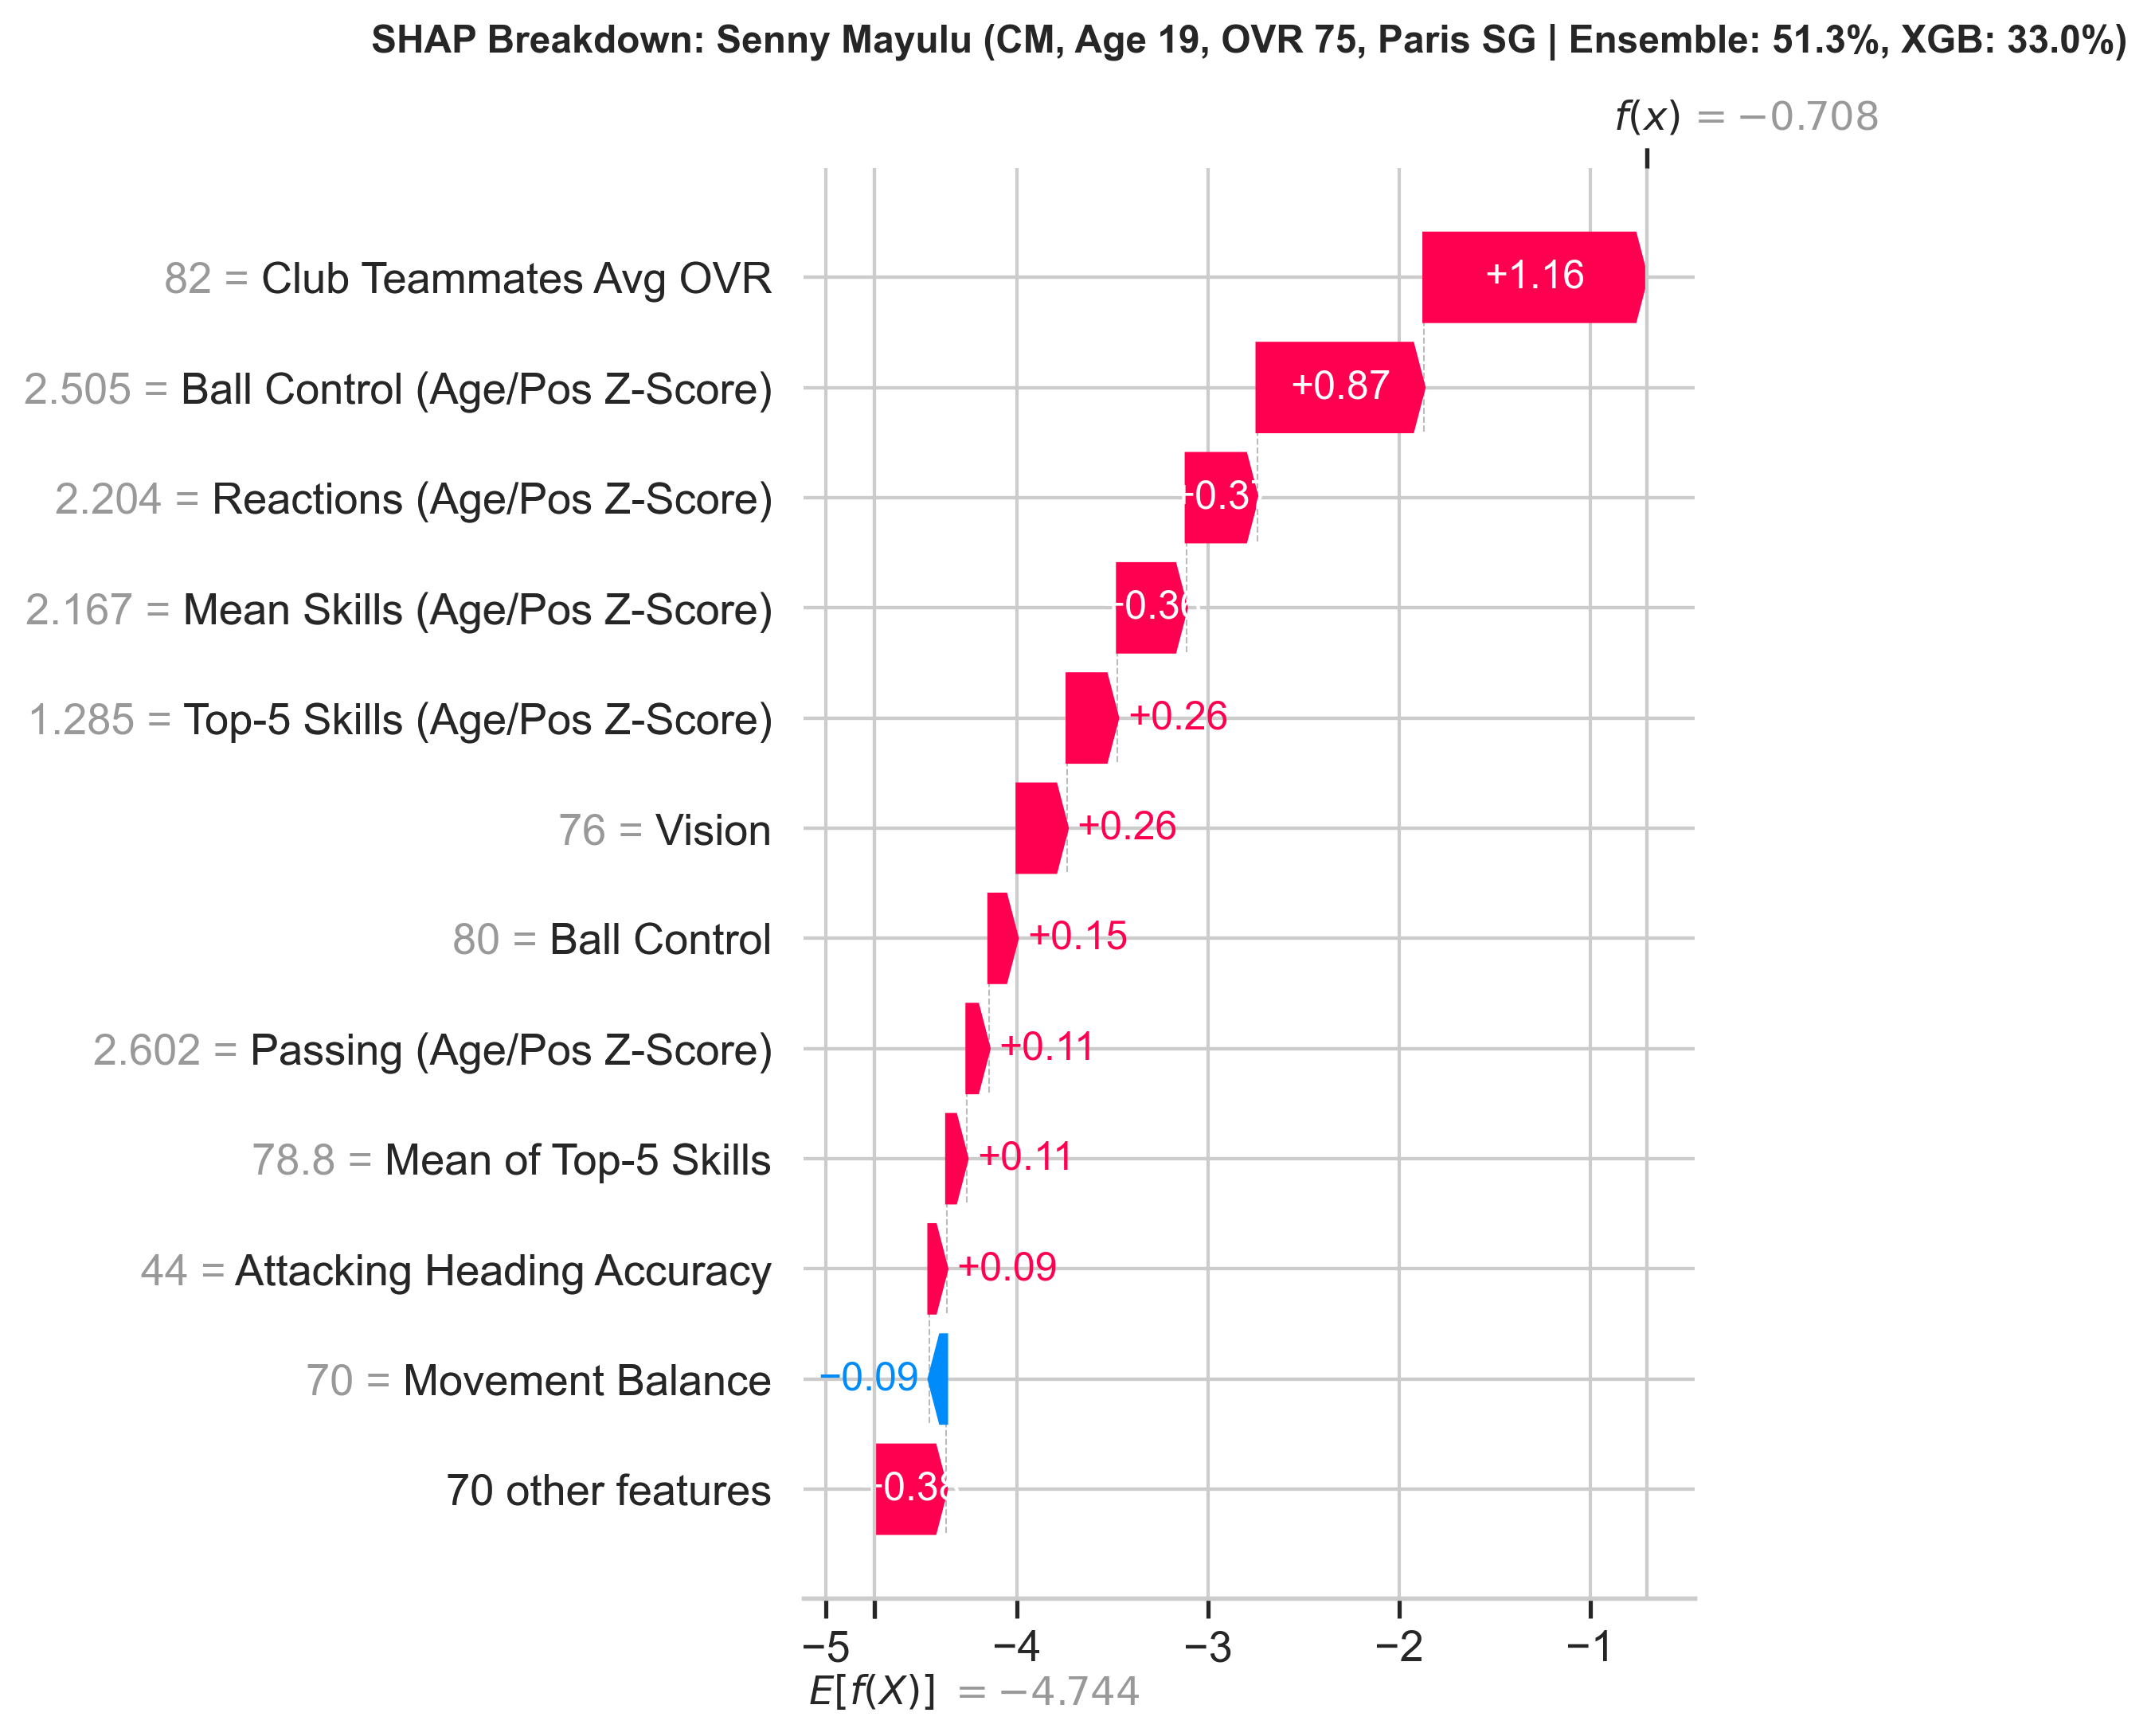 SHAP Breakdown: Senny Mayulu (CM, Age 19, OVR 75, Paris SG | Ensemble: 51.3%, XGB: 33.0%)
f(x) = −0.708
82 = Club Teammates Avg OVR
+1.16
2.505 = Ball Control (Age/Pos Z-Score)
+0.87
2.204 = Reactions (Age/Pos Z-Score)
2.167 = Mean Skills (Age/Pos Z-Score)
1.285 = Top-5 Skills (Age/Pos Z-Score)
+0.26
76 = Vision
+0.26
80 = Ball Control
+0.15
2.602 = Passing (Age/Pos Z-Score)
+0.11
78.8 = Mean of Top-5 Skills
+0.11
44 = Attacking Heading Accuracy
+0.09
70 = Movement Balance
−0.09
70 other features
−5 −4 −3 −2 −1
E[f(X)] = −4.744